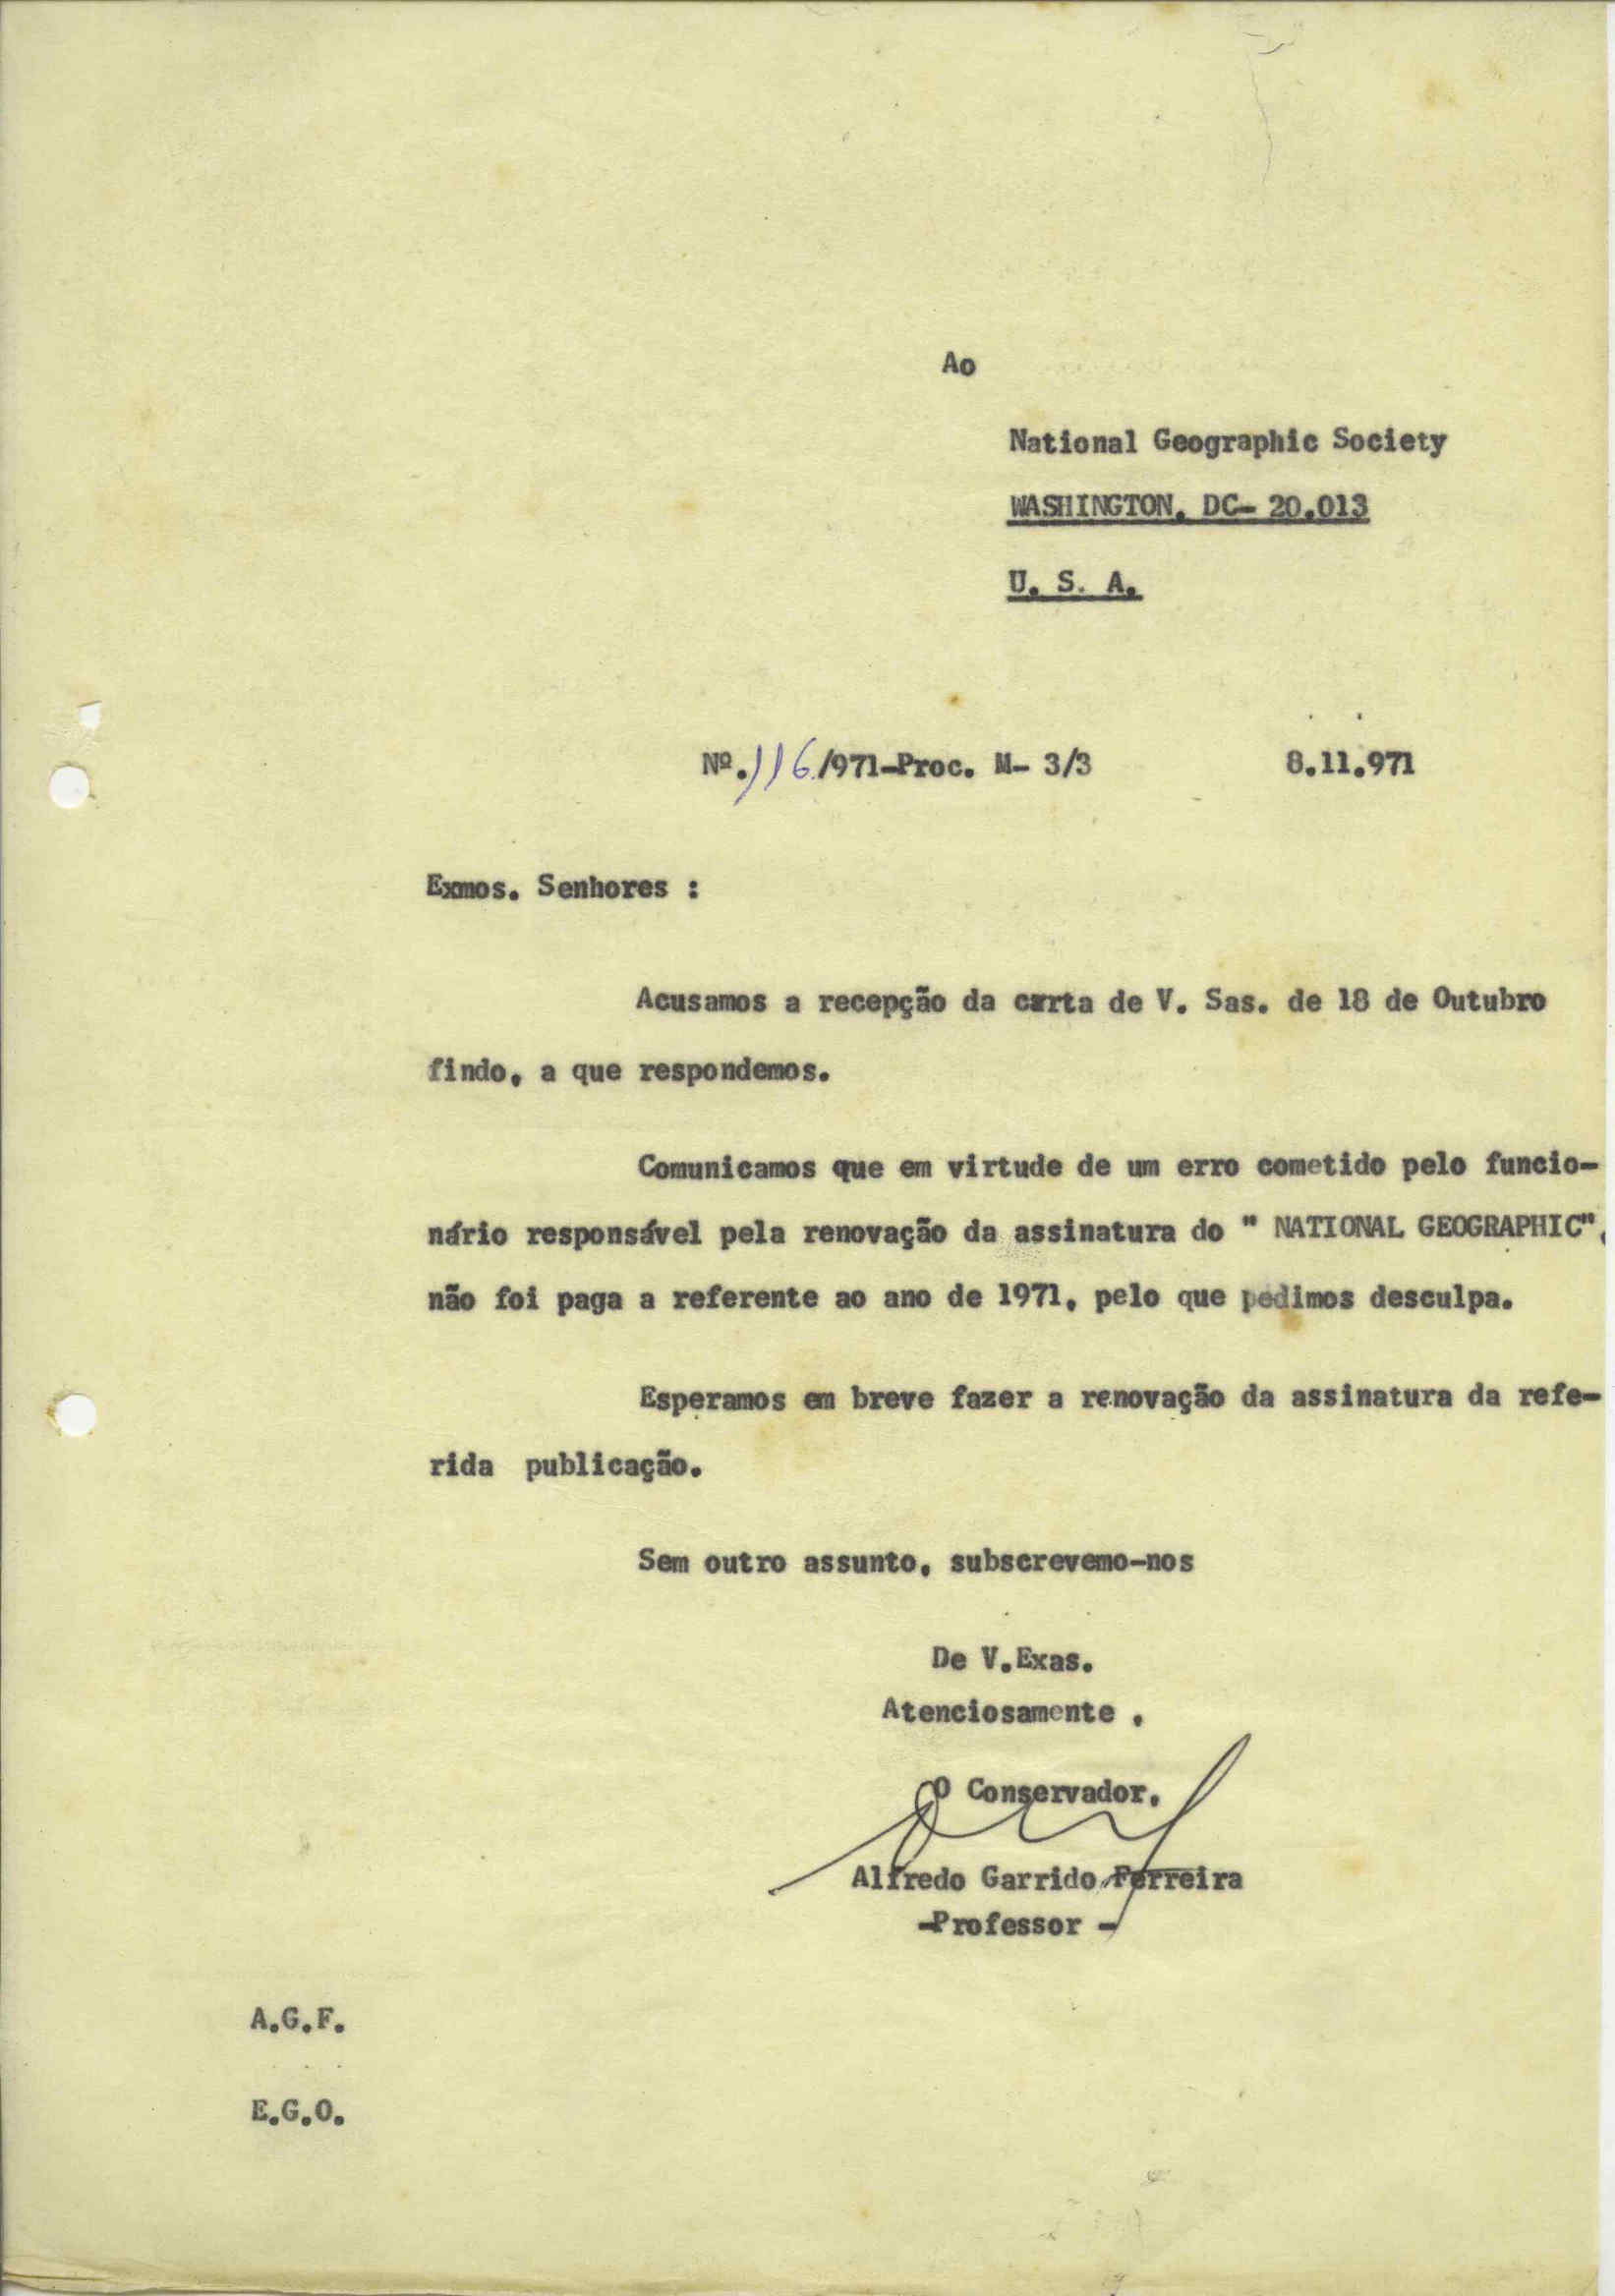 Ao
National Geographic Society
WASHINGTON, DC- 20.013
U. S. A.
Nº.116/971-Proc. M- 3/3 8.11.971
Exmos. Senhores :
Acusamos a recepção da carta de V. Sas. de 18 de Outubro
findo, a que respondemos.
Comunicamos que em virtude de um erro cometido pelo funcio-
nário responsável pela renovação da assinatura do " NATIONAL GEOGRAPHIC",
não foi paga a referente ao ano de 1971, pelo que pedimos desculpa.
Esperamos em breve fazer a renovação da assinatura da refe-
rida publicação.
Sem outro assunto, subscrevemo-nos
De V.Exas.
Atenciosamente ,
O Conservador,
Alfredo Garrido Ferreira
-Professor -
A.G.F.
E.G.O.